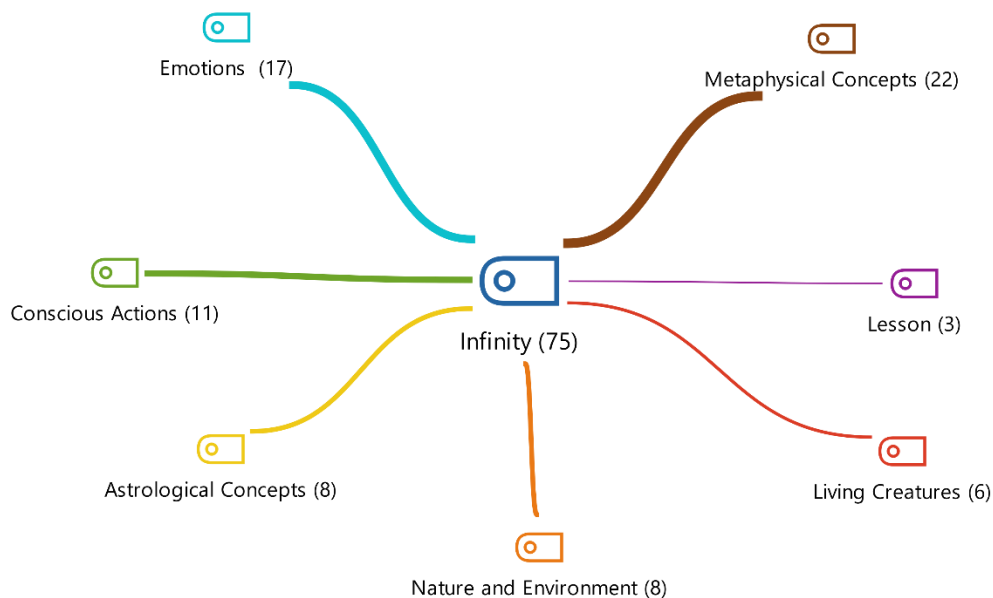 Emotions (17)
Metaphysical Concepts (22)
Conscious Actions (11)
Infinity (75)
Lesson (3)
Astrological Concepts (8)
Living Creatures (6)
Nature and Environment (8)